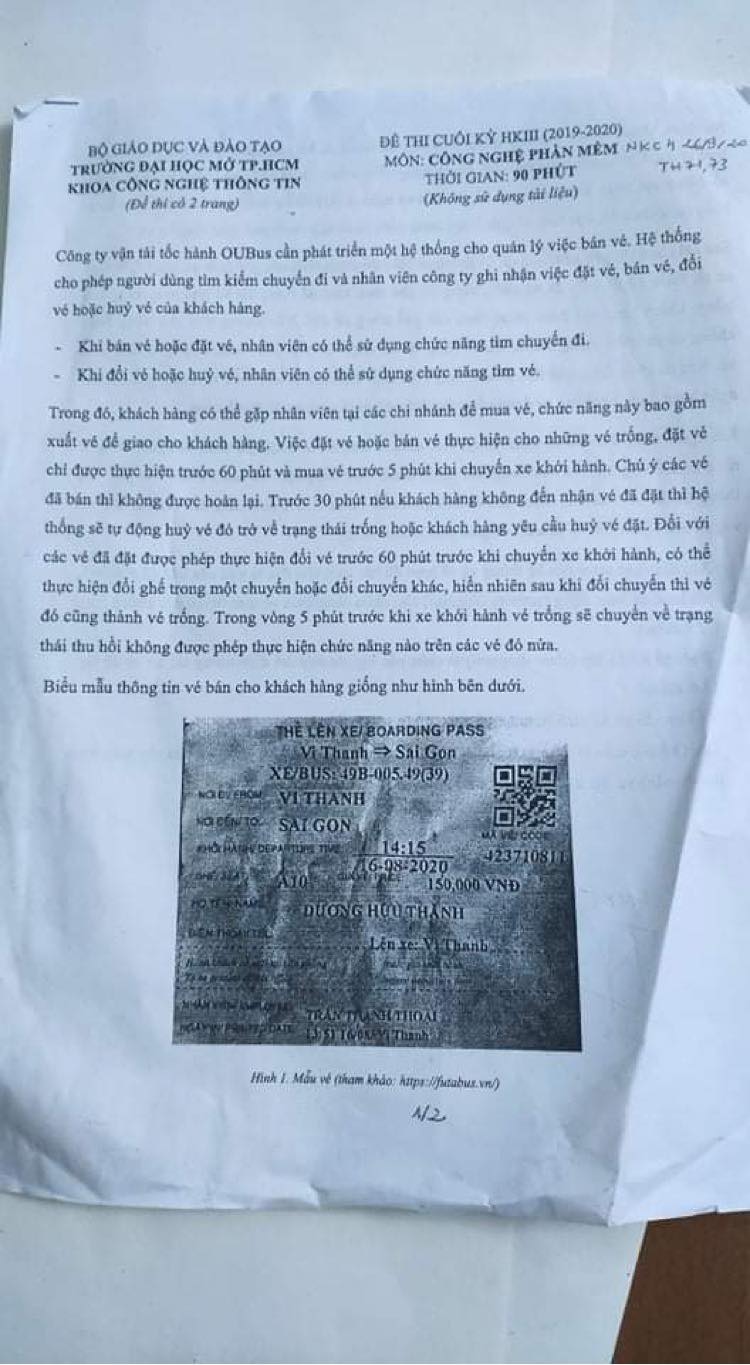 BỘ GIÁO DỤC VÀ ĐÀO TẠO
TRƯỜNG ĐẠI HỌC MỞ TP.HCM
KHOA CÔNG NGHỆ THÔNG TIN
(Đề thi có 2 trang)
ĐỀ THI CUỐI KỲ HKIII (2019-2020)
MÔN: CÔNG NGHỆ PHẦN MỀM
THỜI GIAN: 90 PHÚT
(Không sử dụng tài liệu)
TH71,73
Công ty vận tải tốc hành OUBus cần phát triển một hệ thống cho quản lý việc bán vé. Hệ thống
cho phép người dùng tìm kiếm chuyến đi và nhân viên công ty ghi nhận việc đặt vé, bán vé, đổi
vé hoặc huỷ vé của khách hàng.
- Khi bán vé hoặc đặt vé, nhân viên có thể sử dụng chức năng tìm chuyến đi.
- Khi đổi vé hoặc huỷ vé, nhân viên có thể sử dụng chức năng tìm vé.
Trong đó, khách hàng có thể gặp nhân viên tại các chi nhánh để mua vé, chức năng này bao gồm
xuất vé để giao cho khách hàng. Việc đặt vé hoặc bán vé thực hiện cho những vé trống, đặt vé
chỉ được thực hiện trước 60 phút và mua vé trước 5 phút khi chuyến xe khởi hành. Chú ý các vé
đã bán thì không được hoàn lại. Trước 30 phút nếu khách hàng không đến nhận vé đã đặt thì hệ
thống sẽ tự động huỷ vé đó trở về trạng thái trống hoặc khách hàng yêu cầu huỷ vé đặt. Đối với
các vé đã đặt được phép thực hiện đổi vé trước 60 phút trước khi chuyến xe khởi hành, có thể
thực hiện đổi ghế trong một chuyến hoặc đổi chuyến khác, hiển nhiên sau khi đổi chuyến thì vé
đó cũng thành vé trống. Trong vòng 5 phút trước khi xe khởi hành vé trống sẽ chuyển về trạng
thái thu hồi không được phép thực hiện chức năng nào trên các vé đó nữa.
Biểu mẫu thông tin vé bán cho khách hàng giống như hình bên dưới.
THẺ LÊN XE/ BOARDING PASS
Vi Thanh ⇒ Sai Gon
XE/BUS: 49B-005.49(39)
NƠI ĐI/ FROM: VI THANH
NƠI ĐẾN/ TO: SAI GON
MÃ VÉ/ CODE
KHỞI HÀNH/ DEPARTURE TIME: 14:15
423710811
16-08-2020
A10 150,000 VNĐ
HỌ TÊN/ NAME: DƯƠNG HỮU THÀNH
ĐIỆN THOẠI/ TEL:
Lên xe: Vi Thanh
NHÂN VIÊN/ EMPLOYEE: TRẦN THANH THOẠI
NGÀY IN/ PRINTED DATE: 13:51 16/08 Vi Thanh
Hình 1. Mẫu vé (tham khảo: https://futabus.vn/)
1/2